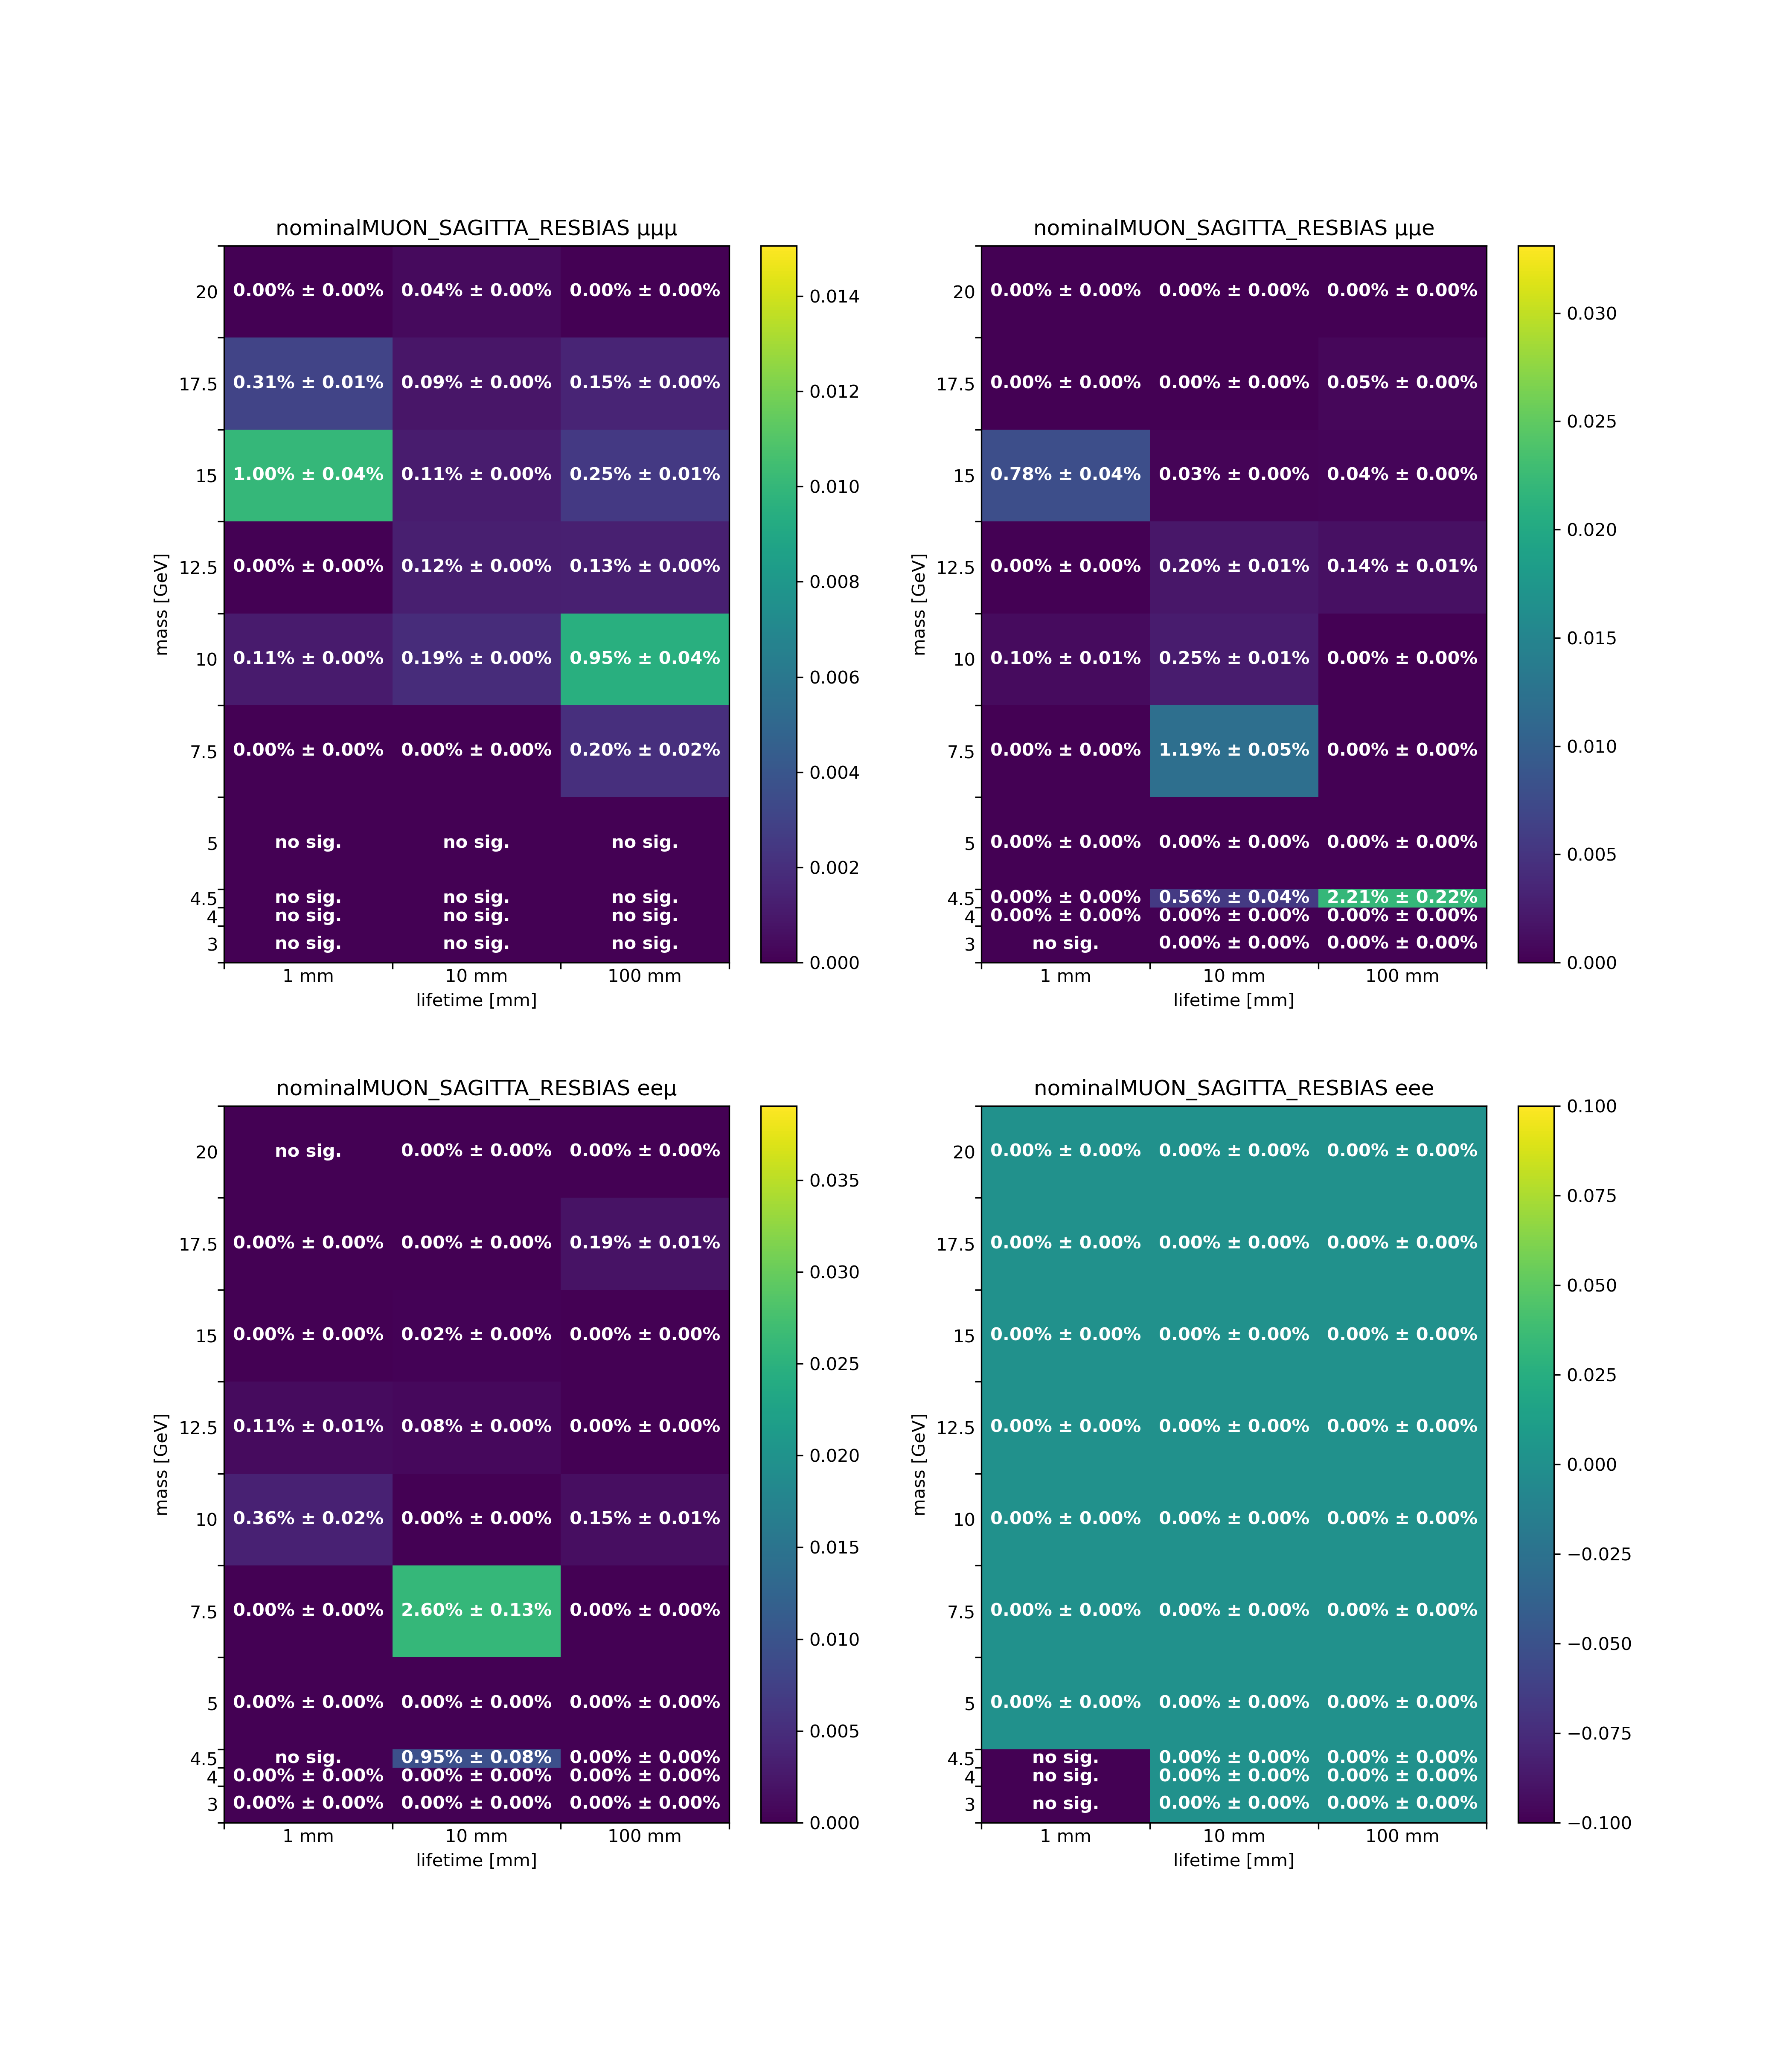 nominalMUON_SAGITTA_RESBIAS μμμ
20 0.00% ± 0.00% 0.04% ± 0.00% 0.00% ± 0.00%
17.5 0.31% ± 0.01% 0.09% ± 0.00% 0.15% ± 0.00%
15 1.00% ± 0.04% 0.11% ± 0.00% 0.25% ± 0.01%
12.5 0.00% ± 0.00% 0.12% ± 0.00% 0.13% ± 0.00%
10 0.11% ± 0.00% 0.19% ± 0.00% 0.95% ± 0.04%
7.5 0.00% ± 0.00% 0.00% ± 0.00% 0.20% ± 0.02%
5 no sig. no sig. no sig.
4.5 no sig. no sig. no sig.
4 no sig. no sig. no sig.
3 no sig. no sig. no sig.
1 mm 10 mm 100 mm
lifetime [mm]
mass [GeV]
0.014
0.012
0.010
0.008
0.006
0.004
0.002
0.000
nominalMUON_SAGITTA_RESBIAS μμe
20 0.00% ± 0.00% 0.00% ± 0.00% 0.00% ± 0.00%
17.5 0.00% ± 0.00% 0.00% ± 0.00% 0.05% ± 0.00%
15 0.78% ± 0.04% 0.03% ± 0.00% 0.04% ± 0.00%
12.5 0.00% ± 0.00% 0.20% ± 0.01% 0.14% ± 0.01%
10 0.10% ± 0.01% 0.25% ± 0.01% 0.00% ± 0.00%
7.5 0.00% ± 0.00% 1.19% ± 0.05% 0.00% ± 0.00%
5 0.00% ± 0.00% 0.00% ± 0.00% 0.00% ± 0.00%
4.5 0.00% ± 0.00% 0.56% ± 0.04% 2.21% ± 0.22%
4 0.00% ± 0.00% 0.00% ± 0.00% 0.00% ± 0.00%
3 no sig. 0.00% ± 0.00% 0.00% ± 0.00%
1 mm 10 mm 100 mm
lifetime [mm]
mass [GeV]
0.030
0.025
0.020
0.015
0.010
0.005
0.000
nominalMUON_SAGITTA_RESBIAS eeμ
20 no sig. 0.00% ± 0.00% 0.00% ± 0.00%
17.5 0.00% ± 0.00% 0.00% ± 0.00% 0.19% ± 0.01%
15 0.00% ± 0.00% 0.02% ± 0.00% 0.00% ± 0.00%
12.5 0.11% ± 0.01% 0.08% ± 0.00% 0.00% ± 0.00%
10 0.36% ± 0.02% 0.00% ± 0.00% 0.15% ± 0.01%
7.5 0.00% ± 0.00% 2.60% ± 0.13% 0.00% ± 0.00%
5 0.00% ± 0.00% 0.00% ± 0.00% 0.00% ± 0.00%
4.5 no sig. 0.95% ± 0.08% 0.00% ± 0.00%
4 0.00% ± 0.00% 0.00% ± 0.00% 0.00% ± 0.00%
3 0.00% ± 0.00% 0.00% ± 0.00% 0.00% ± 0.00%
1 mm 10 mm 100 mm
lifetime [mm]
mass [GeV]
0.035
0.030
0.025
0.020
0.015
0.010
0.005
0.000
nominalMUON_SAGITTA_RESBIAS eee
20 0.00% ± 0.00% 0.00% ± 0.00% 0.00% ± 0.00%
17.5 0.00% ± 0.00% 0.00% ± 0.00% 0.00% ± 0.00%
15 0.00% ± 0.00% 0.00% ± 0.00% 0.00% ± 0.00%
12.5 0.00% ± 0.00% 0.00% ± 0.00% 0.00% ± 0.00%
10 0.00% ± 0.00% 0.00% ± 0.00% 0.00% ± 0.00%
7.5 0.00% ± 0.00% 0.00% ± 0.00% 0.00% ± 0.00%
5 0.00% ± 0.00% 0.00% ± 0.00% 0.00% ± 0.00%
4.5 no sig. 0.00% ± 0.00% 0.00% ± 0.00%
4 no sig. 0.00% ± 0.00% 0.00% ± 0.00%
3 no sig. 0.00% ± 0.00% 0.00% ± 0.00%
1 mm 10 mm 100 mm
lifetime [mm]
mass [GeV]
0.100
0.075
0.050
0.025
0.000
−0.025
−0.050
−0.075
−0.100